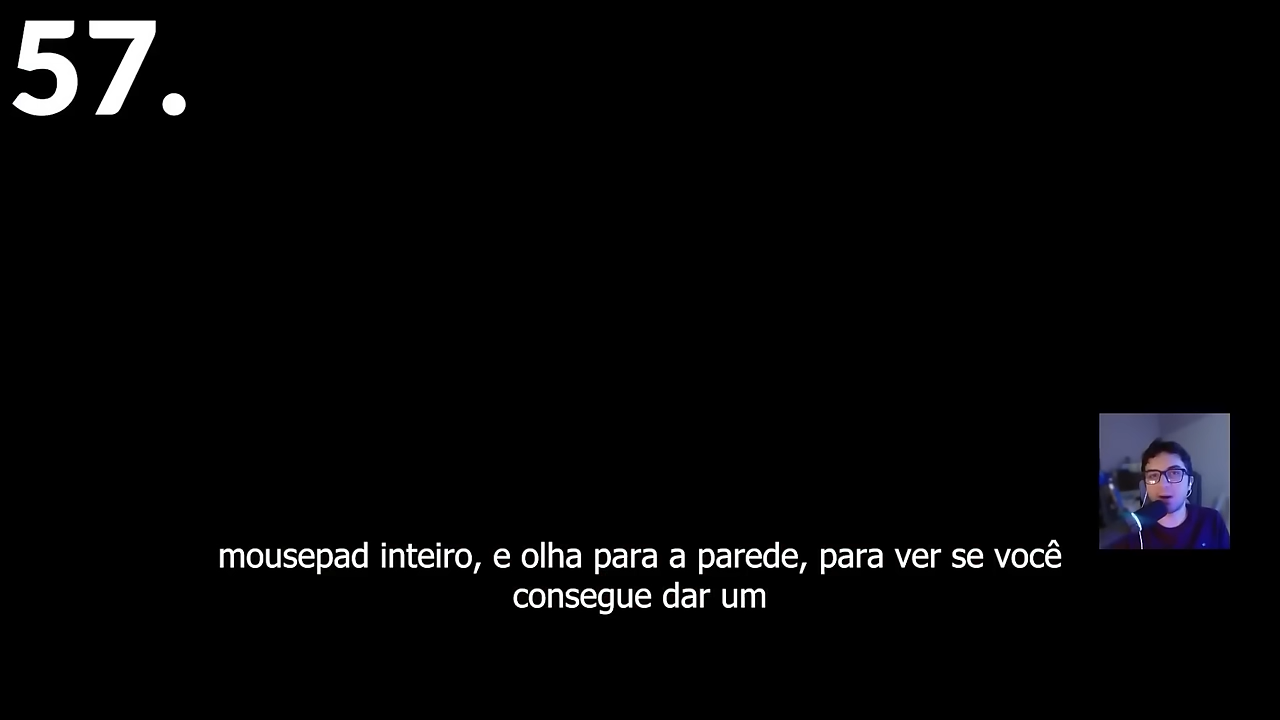 57.
mousepad inteiro, e olha para a parede, para ver se você
consegue dar um